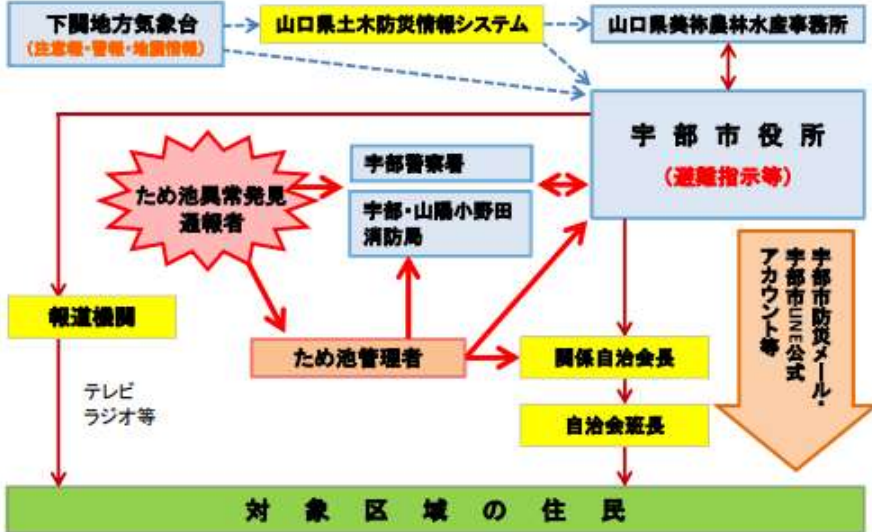 下関地方気象台
(注意報・警報・地震情報)
山口県土木防災情報システム
山口県美祢農林水産事務所
宇部市役所
(避難指示等)
ため池異常発見
通報者
宇部警察署
宇部・山陽小野田
消防局
報道機関
ため池管理者
関係自治会長
自治会班長
テレビ
ラジオ等
宇部市防災メール・
宇部市LINE公式
アカウント等
対象区域の住民